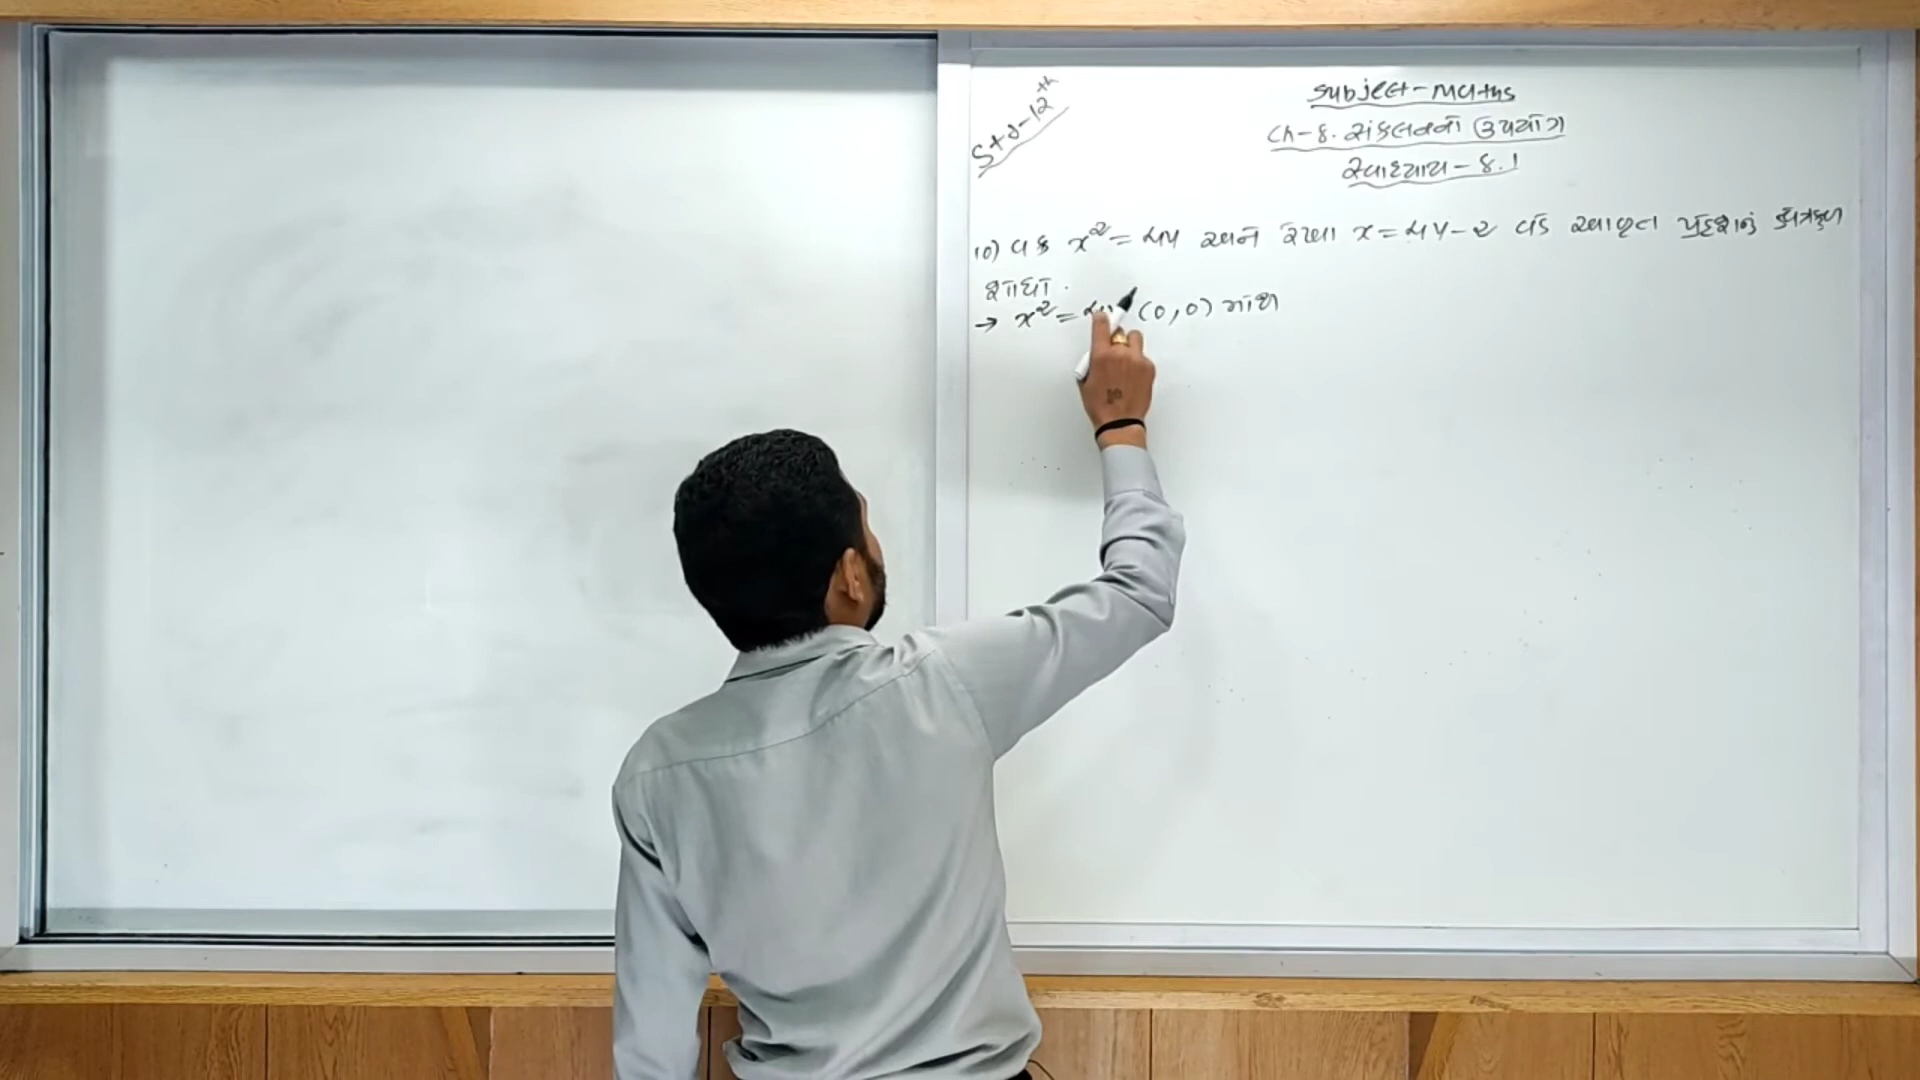 Std-12th
Subject-Maths
Ch-8. સંકલનનો ઉપયોગ
સ્વાધ્યાય-8.1
10) વક્ર x² = 4y અને રેખા x = 4y-2 વડે આવૃત પ્રદેશનું ક્ષેત્રફળ
શોધો.
→ x² = (0,0) માંથી